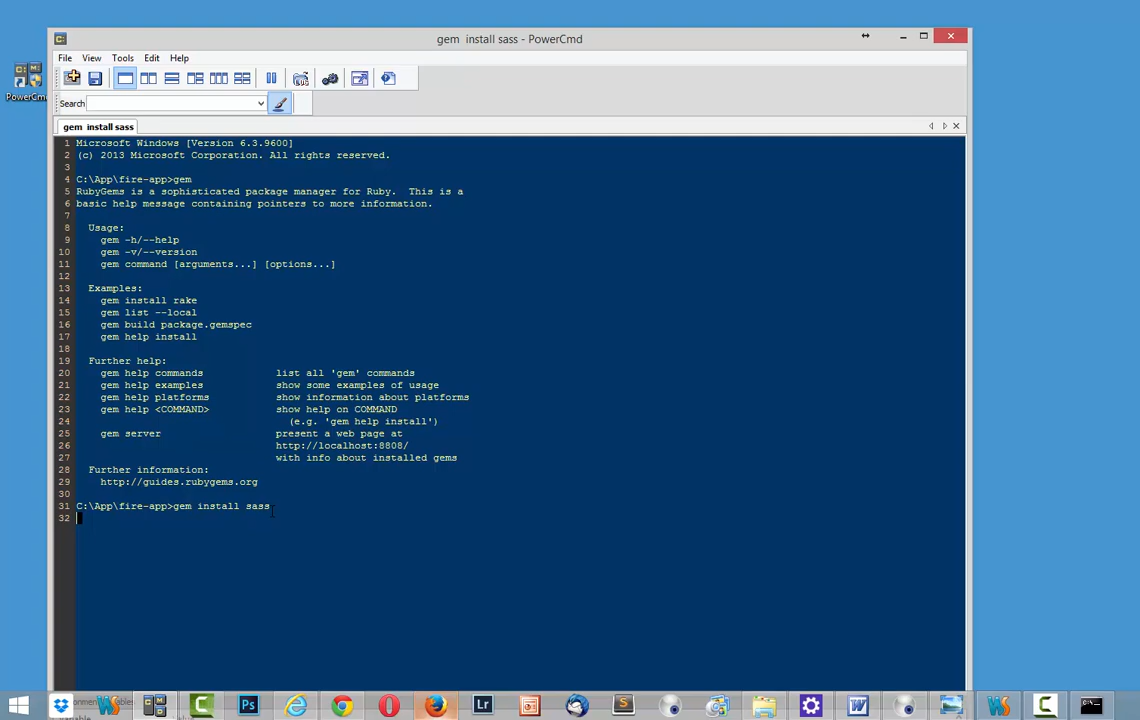 gem install sass - PowerCmd
File View Tools Edit Help
Search
gem install sass
1 Microsoft Windows [Version 6.3.9600]
2 (c) 2013 Microsoft Corporation. All rights reserved.
3
4 C:\App\fire-app>gem
5 RubyGems is a sophisticated package manager for Ruby. This is a
6 basic help message containing pointers to more information.
7
8 Usage:
9 gem -h/--help
10 gem -v/--version
11 gem command [arguments...] [options...]
12
13 Examples:
14 gem install rake
15 gem list --local
16 gem build package.gemspec
17 gem help install
18
19 Further help:
20 gem help commands list all 'gem' commands
21 gem help examples show some examples of usage
22 gem help platforms show information about platforms
23 gem help <COMMAND> show help on COMMAND
24 (e.g. 'gem help install')
25 gem server present a web page at
26 http://localhost:8808/
27 with info about installed gems
28 Further information:
29 http://guides.rubygems.org
30
31 C:\App\fire-app>gem install sass
32
Ps
Lr